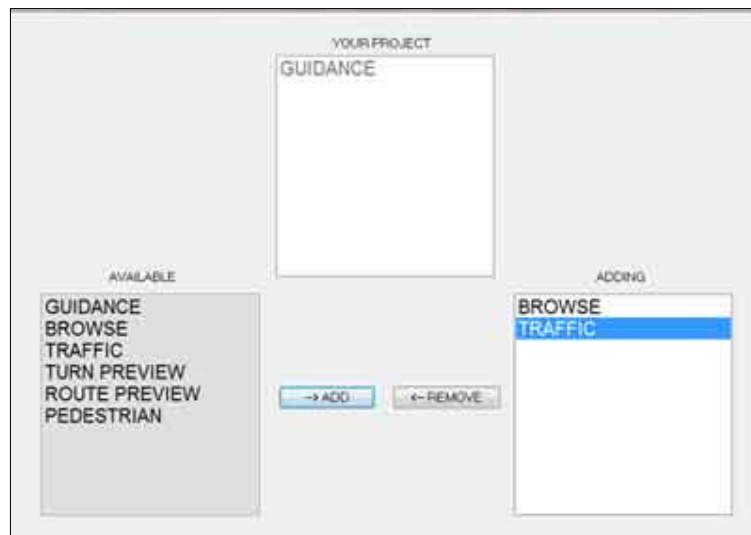 YOUR PROJECT
GUIDANCE
AVAILABLE
GUIDANCE
BROWSE
TRAFFIC
TURN PREVIEW
ROUTE PREVIEW
PEDESTRIAN
→ ADD
← REMOVE
ADDING
BROWSE
TRAFFIC